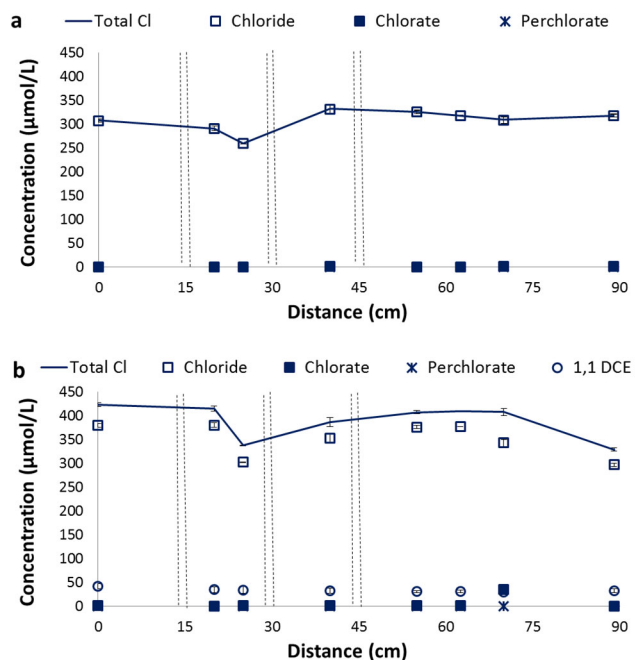 a
Total Cl Chloride Chlorate Perchlorate
Concentration (µmol/L)
450
400
350
300
250
200
150
100
50
0
0 15 30 45 60 75 90
Distance (cm)
b
Total Cl Chloride Chlorate Perchlorate 1,1 DCE
Concentration (µmol/L)
450
400
350
300
250
200
150
100
50
0
0 15 30 45 60 75 90
Distance (cm)